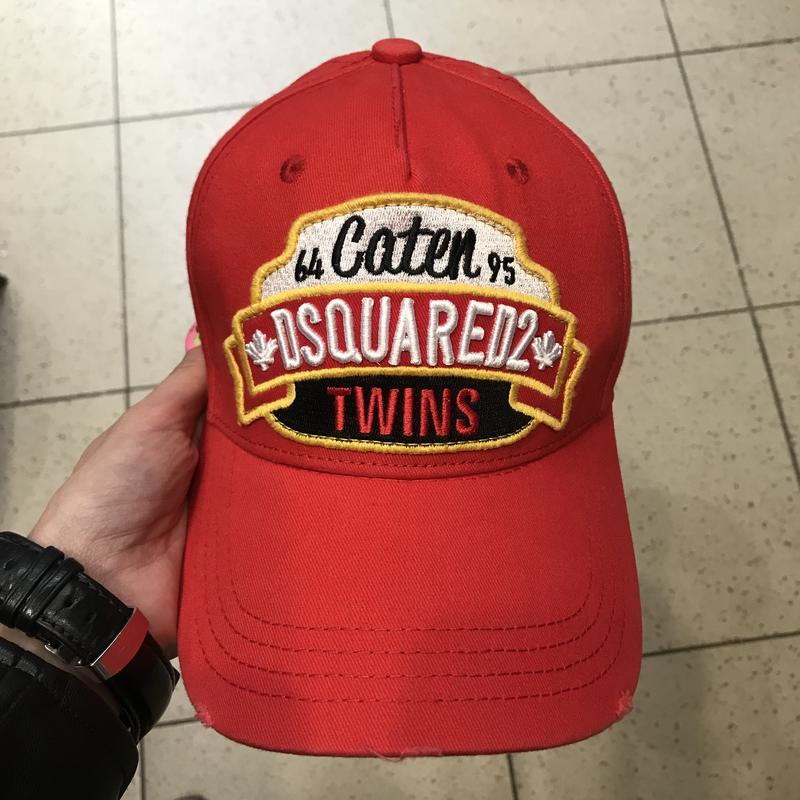 64 Caten 95
DSQUARED2
TWINS